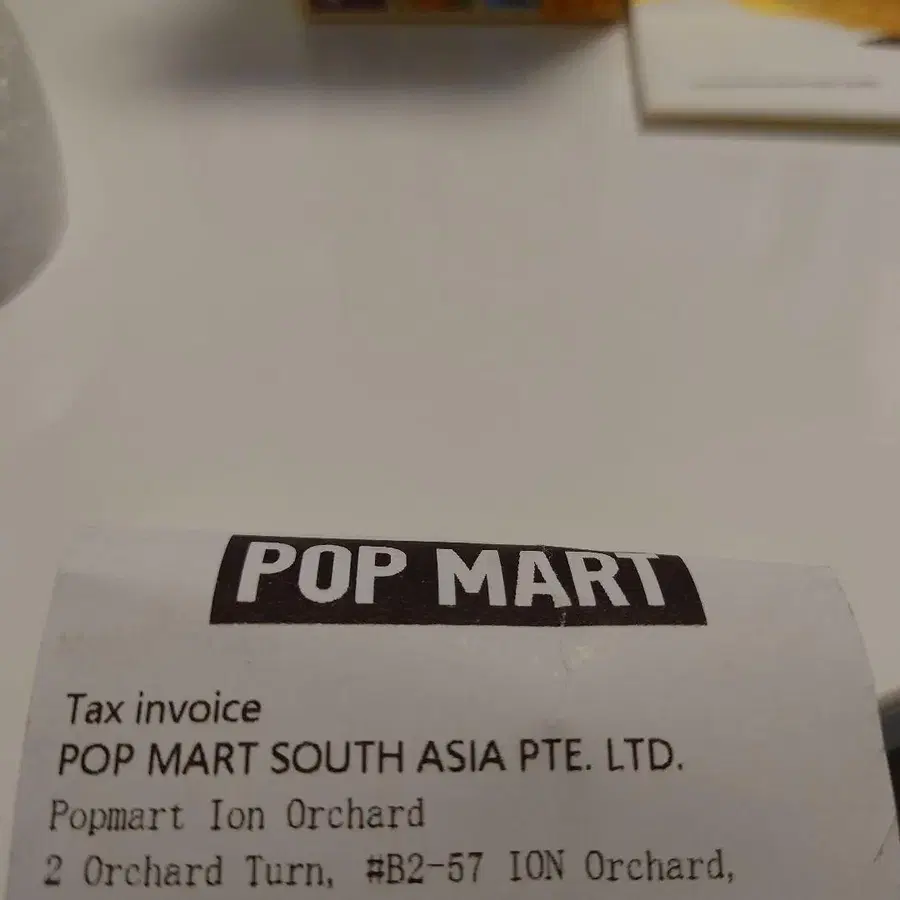 POP MART
Tax invoice
POP MART SOUTH ASIA PTE. LTD.
Popmart Ion Orchard
2 Orchard Turn, #B2-57 ION Orchard,